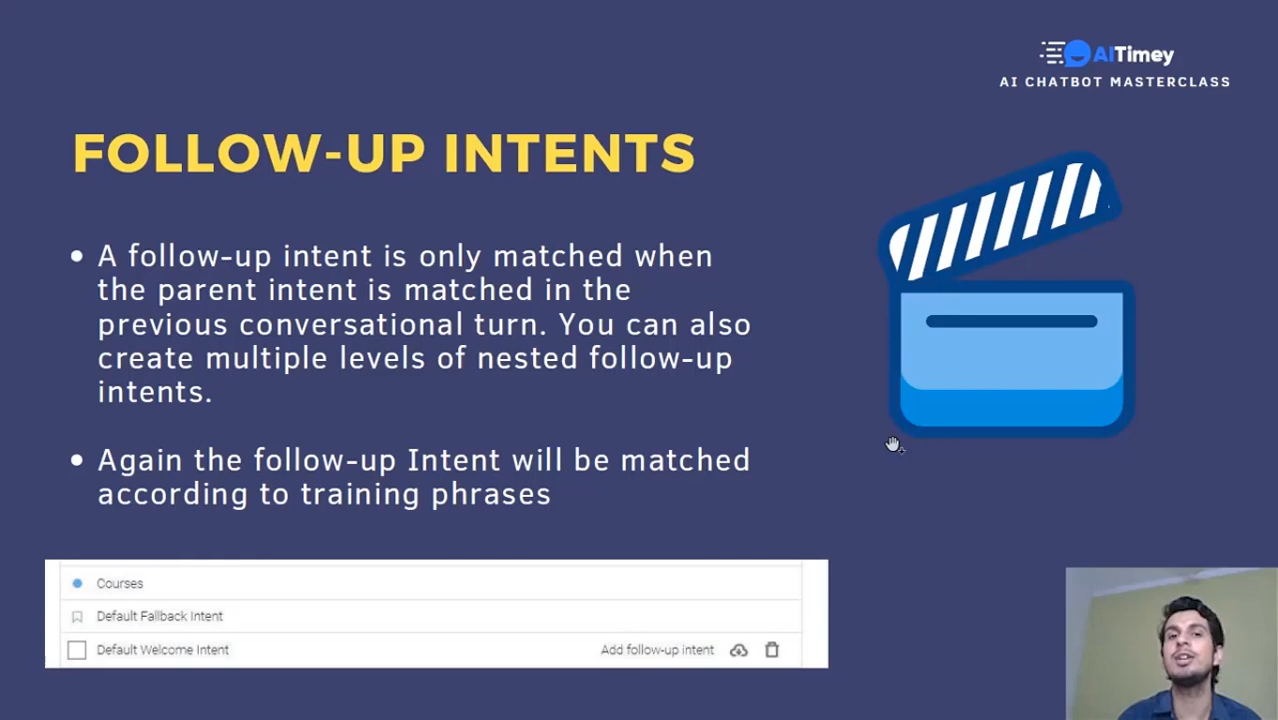 AITimey
AI CHATBOT MASTERCLASS
FOLLOW-UP INTENTS
• A follow-up intent is only matched when
the parent intent is matched in the
previous conversational turn. You can also
create multiple levels of nested follow-up
intents.
• Again the follow-up Intent will be matched
according to training phrases
Courses
Default Fallback Intent
Default Welcome Intent Add follow-up intent